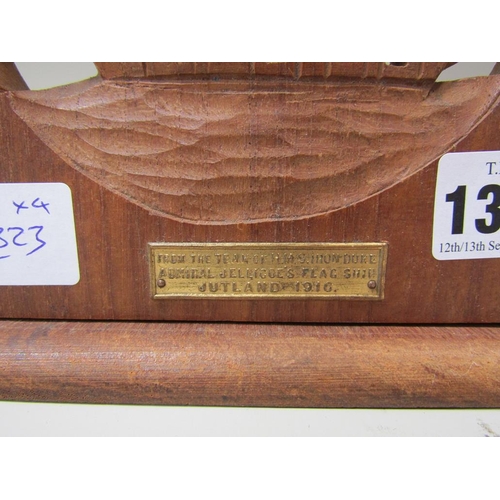 x4
323
FROM THE TEAK OF H.M.S. IRON DUKE
ADMIRAL JELLICOE'S FLAG SHIP
JUTLAND 1916.
T.
13
12th/13th Se